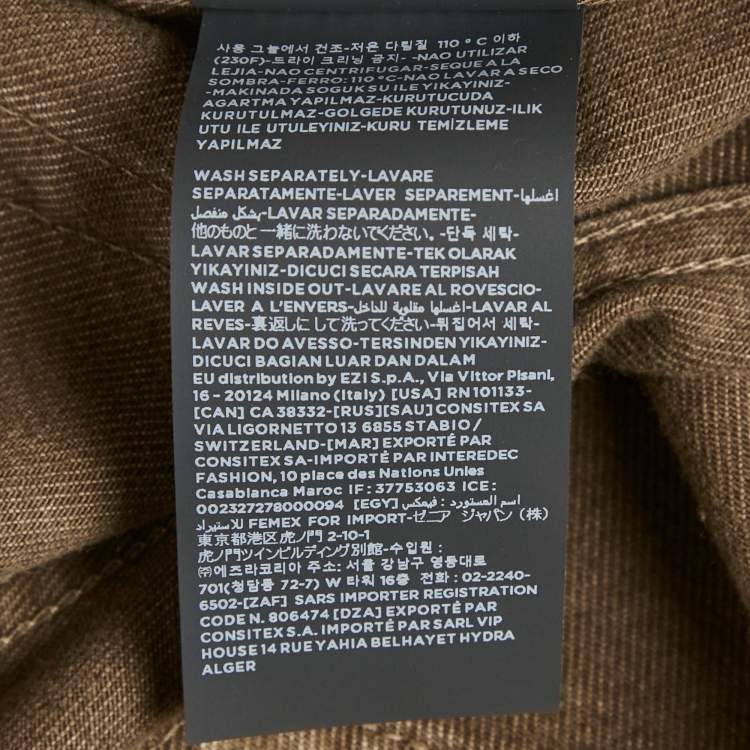 사용 그늘에서 건조-저온 다림질 110°C 이하
(230F)-드라이 크리닝 금지--NAO UTILIZAR
LEJIA-NAO CENTRIFUGAR-SEQUE A LA
SOMBRA-FERRO: 110°C-NAO LAVAR A SECO
-MAKINADA SOGUK SU ILE YIKAYINIZ-
AGARTMA YAPILMAZ-KURUTUCUDA
KURUTULMAZ-GOLGEDE KURUTUNUZ-ILIK
UTU ILE UTULEYINIZ-KURU TEMİZLEME
YAPILMAZ
WASH SEPARATELY-LAVARE
SEPARATAMENTE-LAVER SEPAREMENT-اغسلها
بشكل منفصل-LAVAR SEPARADAMENTE-
他のものと 一緒に洗わないでください。-단독 세탁-
LAVAR SEPARADAMENTE-TEK OLARAK
YIKAYINIZ-DICUCI SECARA TERPISAH
WASH INSIDE OUT-LAVARE AL ROVESCIO-
LAVER A L'ENVERS-اغسلها مقلوبة للداخل-LAVAR AL
REVES-裏返しに して洗ってください-뒤집어서 세탁-
LAVAR DO AVESSO-TERSINDEN YIKAYINIZ-
DICUCI BAGIAN LUAR DAN DALAM
EU distribution by EZI S.p.A., Via Vittor Pisani,
16 – 20124 Milano (Italy) [USA] RN101133-
[CAN] CA 38332-[RUS][SAU] CONSITEX SA
VIA LIGORNETTO 13 6855 STABIO /
SWITZERLAND-[MAR] EXPORTÉ PAR
CONSITEX SA-IMPORTÉ PAR INTEREDEC
FASHION, 10 place des Nations Unies
Casabianca Maroc IF : 37753063 ICE :
002327278000094 [EGY] اسم المستورد : فيمكس
للاستيراد FEMEX FOR IMPORT-ゼニア ジャパン (株)
東京都港区虎ノ門 2-10-1
虎ノ門ツインビルディング別館-수입원 :
㈜에즈라코리아 주소: 서울 강남구 영동대로
701(청담동 72-7) W 타워 16층 전화 : 02-2240-
6502-[ZAF] SARS IMPORTER REGISTRATION
CODE N. 806474 [DZA] EXPORTÉ PAR
CONSITEX S.A. IMPORTÉ PAR SARL VIP
HOUSE 14 RUE YAHIA BELHAYET HYDRA
ALGER